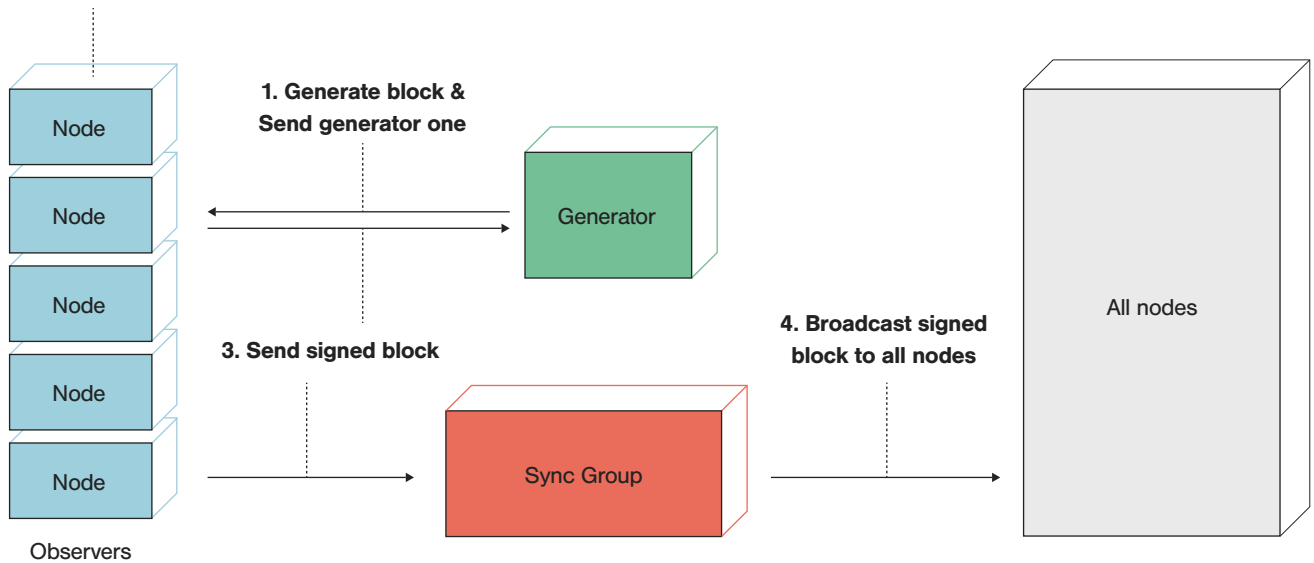 1. Generate block &
Send generator one
Node
Node
Node
Node
Node
Observers
Generator
3. Send signed block
Sync Group
4. Broadcast signed
block to all nodes
All nodes